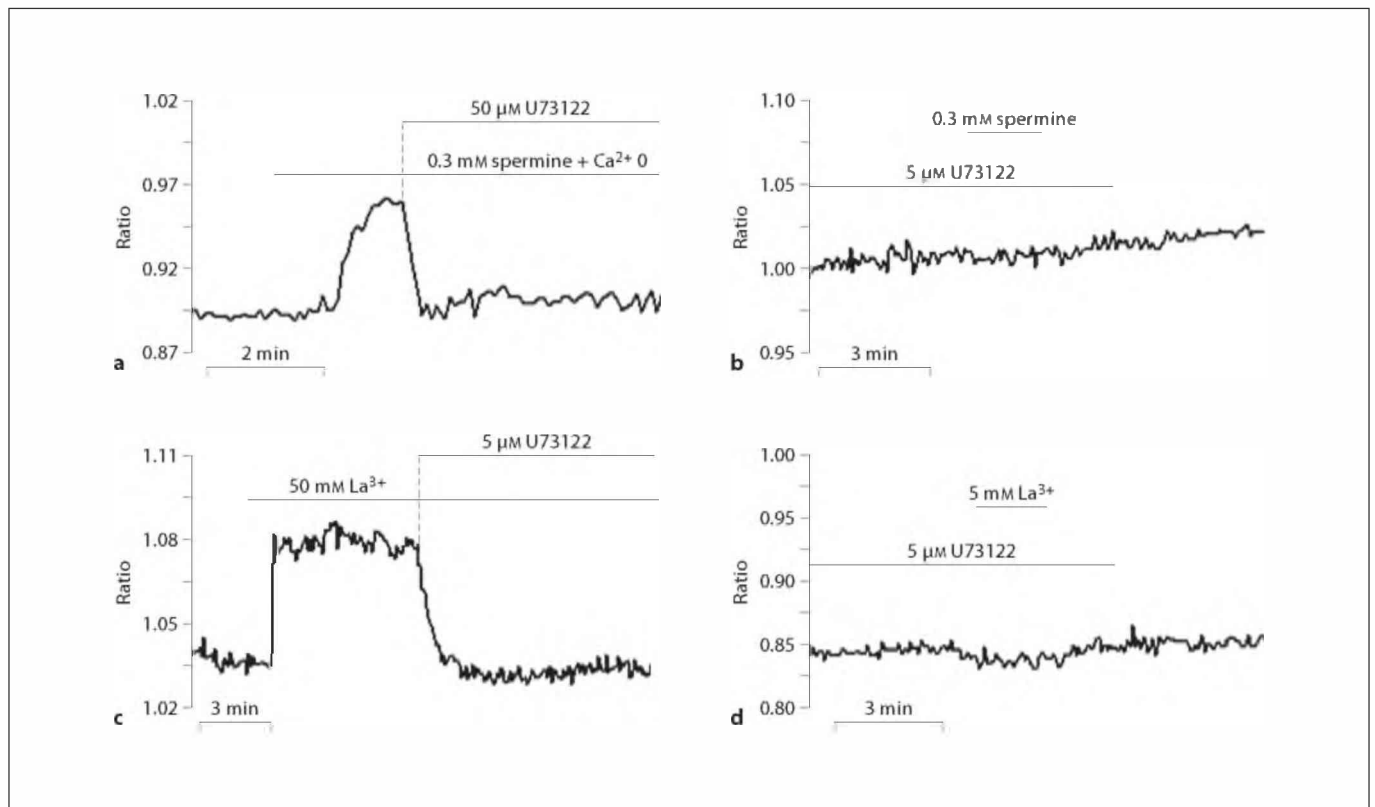 1.02
50 µM U73122
0.3 mM spermine + Ca²⁺ 0
0.97
Ratio
0.92
0.87
2 min
a
1.10
0.3 mM spermine
5 µM U73122
1.05
Ratio
1.00
0.95
3 min
b
1.11
5 µM U73122
50 mM La³⁺
1.08
Ratio
1.05
1.02
3 min
c
1.00
5 mM La³⁺
0.95
5 µM U73122
0.90
Ratio
0.85
0.80
3 min
d